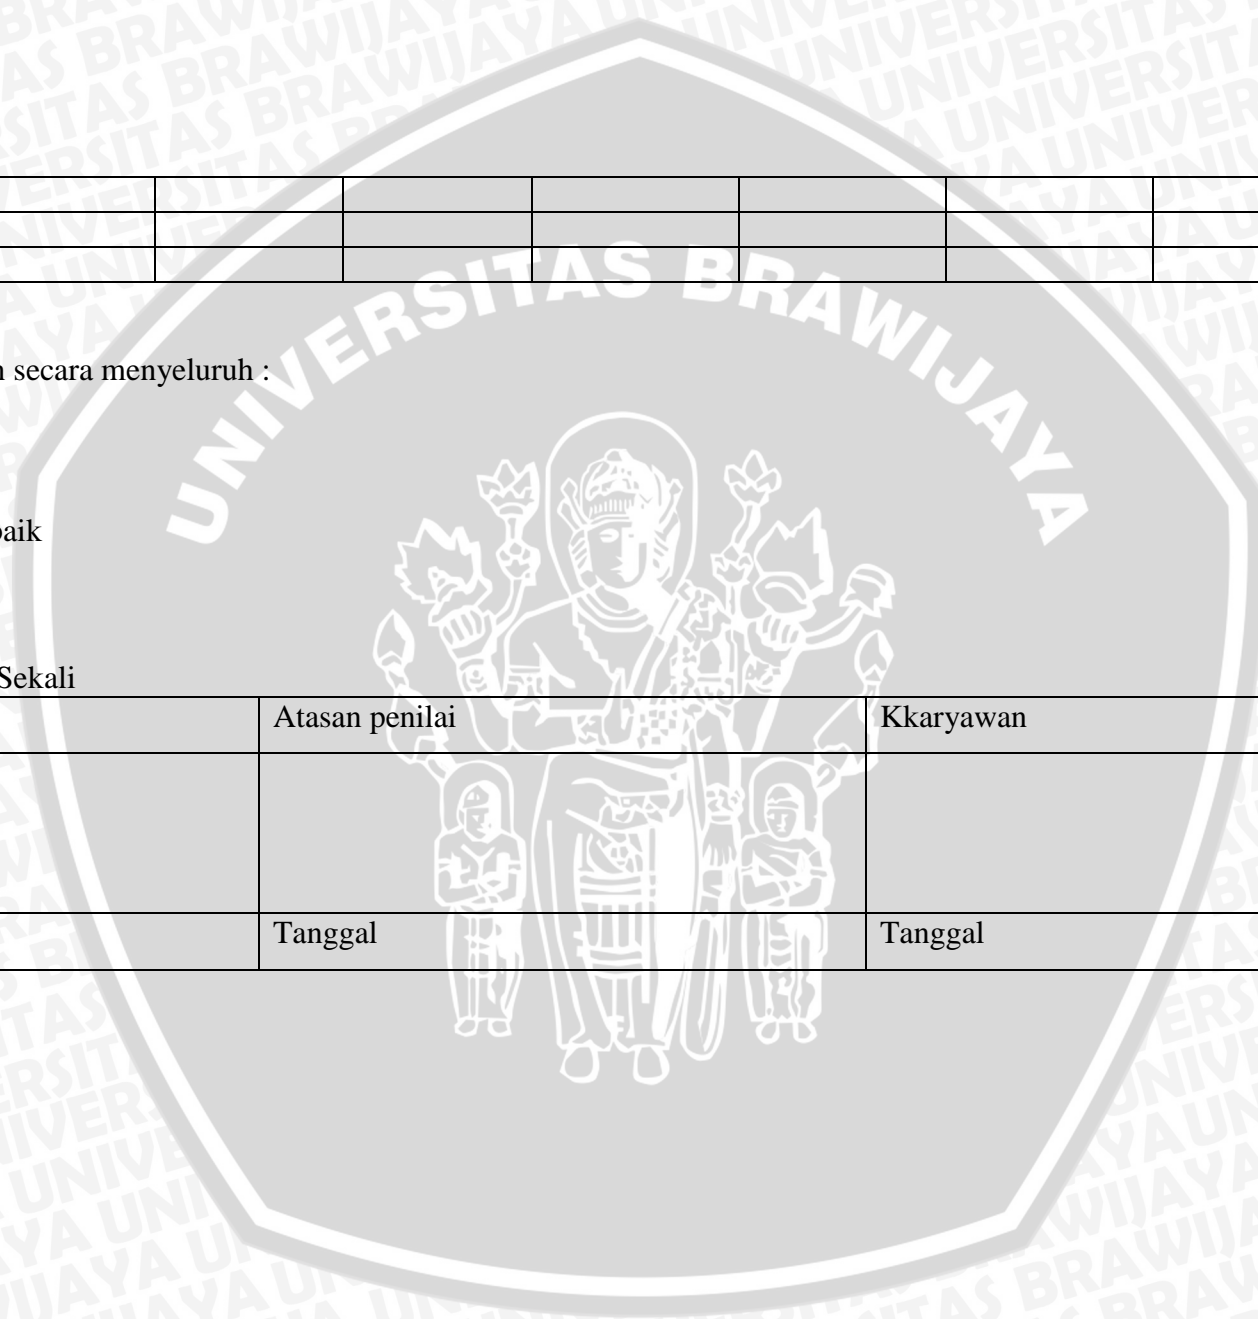 UNIVERSITAS BRAWIJAYA
n secara menyeluruh :
baik
Sekali
Atasan penilai Kkaryawan
Tanggal Tanggal